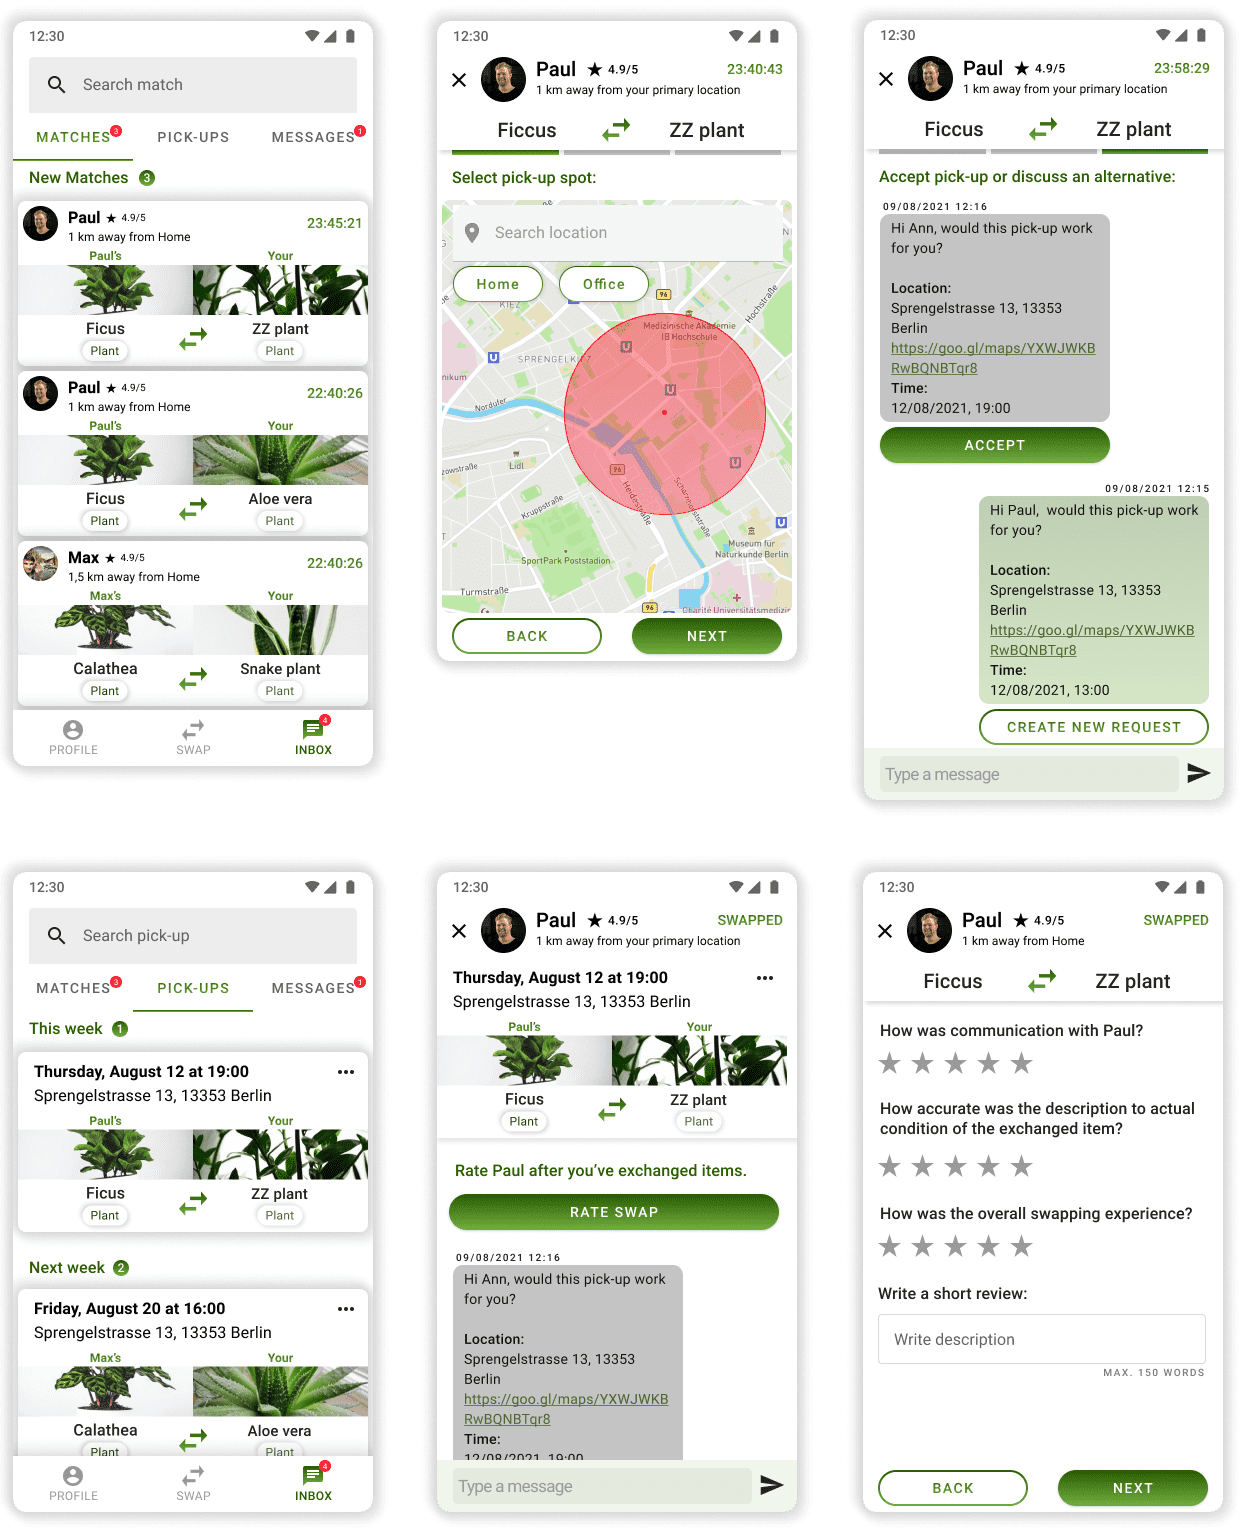 12:30
Search match
MATCHES 3
PICK-UPS
MESSAGES 1
New Matches 3
Paul ★ 4.9/5
23:45:21
1 km away from Home
Paul's
Your
Ficus
ZZ plant
Plant
Plant
Paul ★ 4.9/5
22:40:26
1 km away from Home
Paul's
Your
Ficus
Aloe vera
Plant
Plant
Max ★ 4.9/5
22:40:26
1,5 km away from Home
Max's
Your
Calathea
Snake plant
Plant
Plant
PROFILE
SWAP
4
INBOX
12:30
Paul ★ 4.9/5
23:40:43
1 km away from your primary location
Ficcus
ZZ plant
Select pick-up spot:
Search location
Home
Office
KIEZ
96
Hochstraße
Medizinische Akademie
IB Hochschule
U
U
SPRENGELKIEZ
nikum
U
Nordufer
U
96
Lidl
zowstraße
Kruppstraße
Heidestraße
Scharnhorststraße
U
Museum für
Naturkunde Berlin
SportPark Poststadion
Turmstraße
96
Charité Universitätsmedizin
BACK
NEXT
12:30
Paul ★ 4.9/5
23:58:29
1 km away from your primary location
Ficcus
ZZ plant
Accept pick-up or discuss an alternative:
09/08/2021 12:16
Hi Ann, would this pick-up work
for you?
Location:
Sprengelstrasse 13, 13353
Berlin
https://goo.gl/maps/YXWJWKB
RwBQNBTqr8
Time:
12/08/2021, 19:00
ACCEPT
09/08/2021 12:15
Hi Paul, would this pick-up work
for you?
Location:
Sprengelstrasse 13, 13353
Berlin
https://goo.gl/maps/YXWJWKB
RwBQNBTqr8
Time:
12/08/2021, 13:00
CREATE NEW REQUEST
Type a message
12:30
Search pick-up
MATCHES 3
PICK-UPS
MESSAGES 1
This week 1
Thursday, August 12 at 19:00
Sprengelstrasse 13, 13353 Berlin
Paul's
Your
Ficus
ZZ plant
Plant
Plant
Next week 2
Friday, August 20 at 16:00
Sprengelstrasse 13, 13353 Berlin
Max's
Your
Calathea
Aloe vera
Plant
Plant
PROFILE
SWAP
4
INBOX
12:30
Paul ★ 4.9/5
SWAPPED
1 km away from your primary location
Thursday, August 12 at 19:00
Sprengelstrasse 13, 13353 Berlin
Paul's
Your
Ficus
ZZ plant
Plant
Plant
Rate Paul after you've exchanged items.
RATE SWAP
09/08/2021 12:16
Hi Ann, would this pick-up work
for you?
Location:
Sprengelstrasse 13, 13353
Berlin
https://goo.gl/maps/YXWJWKB
RwBQNBTqr8
Time:
12/08/2021, 19:00
Type a message
12:30
Paul ★ 4.9/5
SWAPPED
1 km away from Home
Ficcus
ZZ plant
How was communication with Paul?
How accurate was the description to actual
condition of the exchanged item?
How was the overall swapping experience?
Write a short review:
Write description
MAX. 150 WORDS
BACK
NEXT